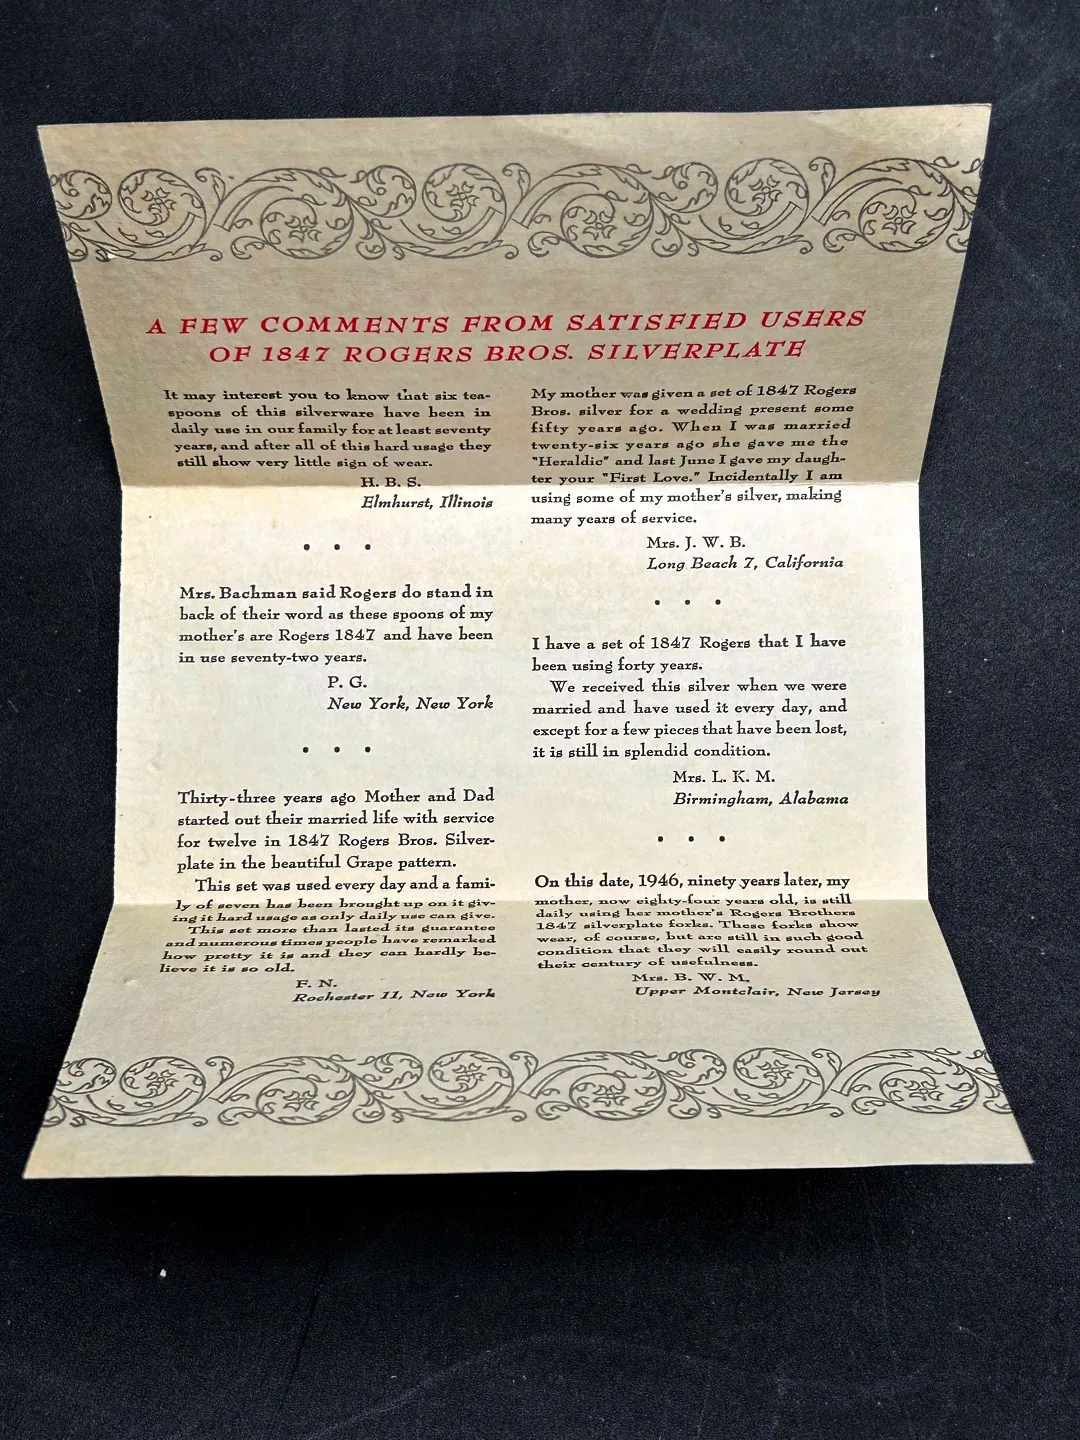 A FEW COMMENTS FROM SATISFIED USERS
OF 1847 ROGERS BROS. SILVERPLATE
It may interest you to know that six tea-
spoons of this silverware have been in
daily use in our family for at least seventy
years, and after all of this hard usage they
still show very little sign of wear.
H. B. S.
Elmhurst, Illinois
• • •
Mrs. Bachman said Rogers do stand in
back of their word as these spoons of my
mother's are Rogers 1847 and have been
in use seventy-two years.
P. G.
New York, New York
• • •
Thirty-three years ago Mother and Dad
started out their married life with service
for twelve in 1847 Rogers Bros. Silver-
plate in the beautiful Grape pattern.
This set was used every day and a fami-
ly of seven has been brought up on it giv-
ing it hard usage as only daily use can give.
This set more than lasted its guarantee
and numerous times people have remarked
how pretty it is and they can hardly be-
lieve it is so old.
F. N.
Rochester 11, New York
My mother was given a set of 1847 Rogers
Bros. silver for a wedding present some
fifty years ago. When I was married
twenty-six years ago she gave me the
"Heraldic" and last June I gave my daugh-
ter your "First Love." Incidentally I am
using some of my mother's silver, making
many years of service.
Mrs. J. W. B.
Long Beach 7, California
• • •
I have a set of 1847 Rogers that I have
been using forty years.
We received this silver when we were
married and have used it every day, and
except for a few pieces that have been lost,
it is still in splendid condition.
Mrs. L. K. M.
Birmingham, Alabama
• • •
On this date, 1946, ninety years later, my
mother, now eighty-four years old, is still
daily using her mother's Rogers Brothers
1847 silverplate forks. These forks show
wear, of course, but are still in such good
condition that they will easily round out
their century of usefulness.
Mrs. B. W. M.
Upper Montclair, New Jersey